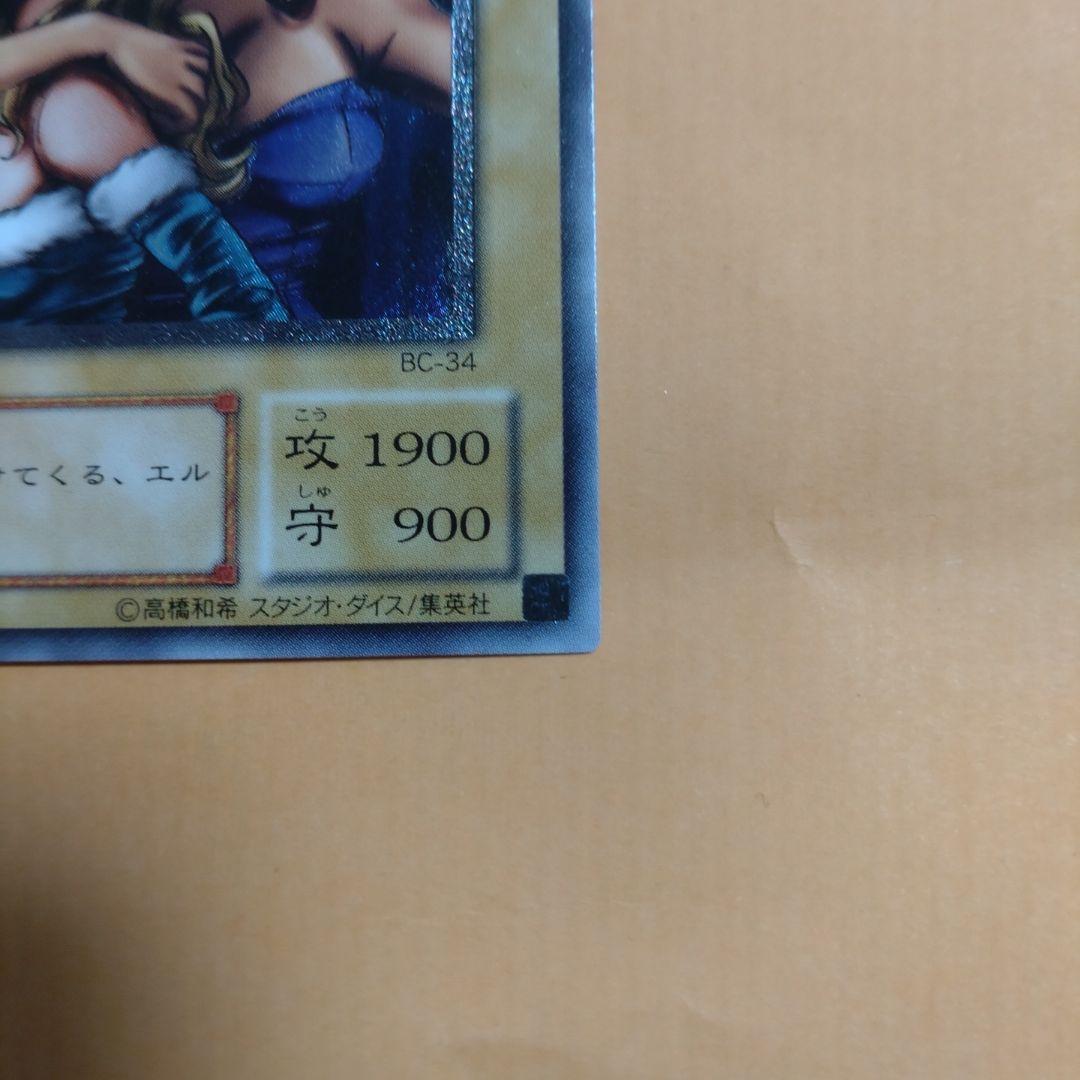 BC-34
こう
攻 1900
けてくる、エル
しゅ
守 900
©高橋和希 スタジオ・ダイス/集英社